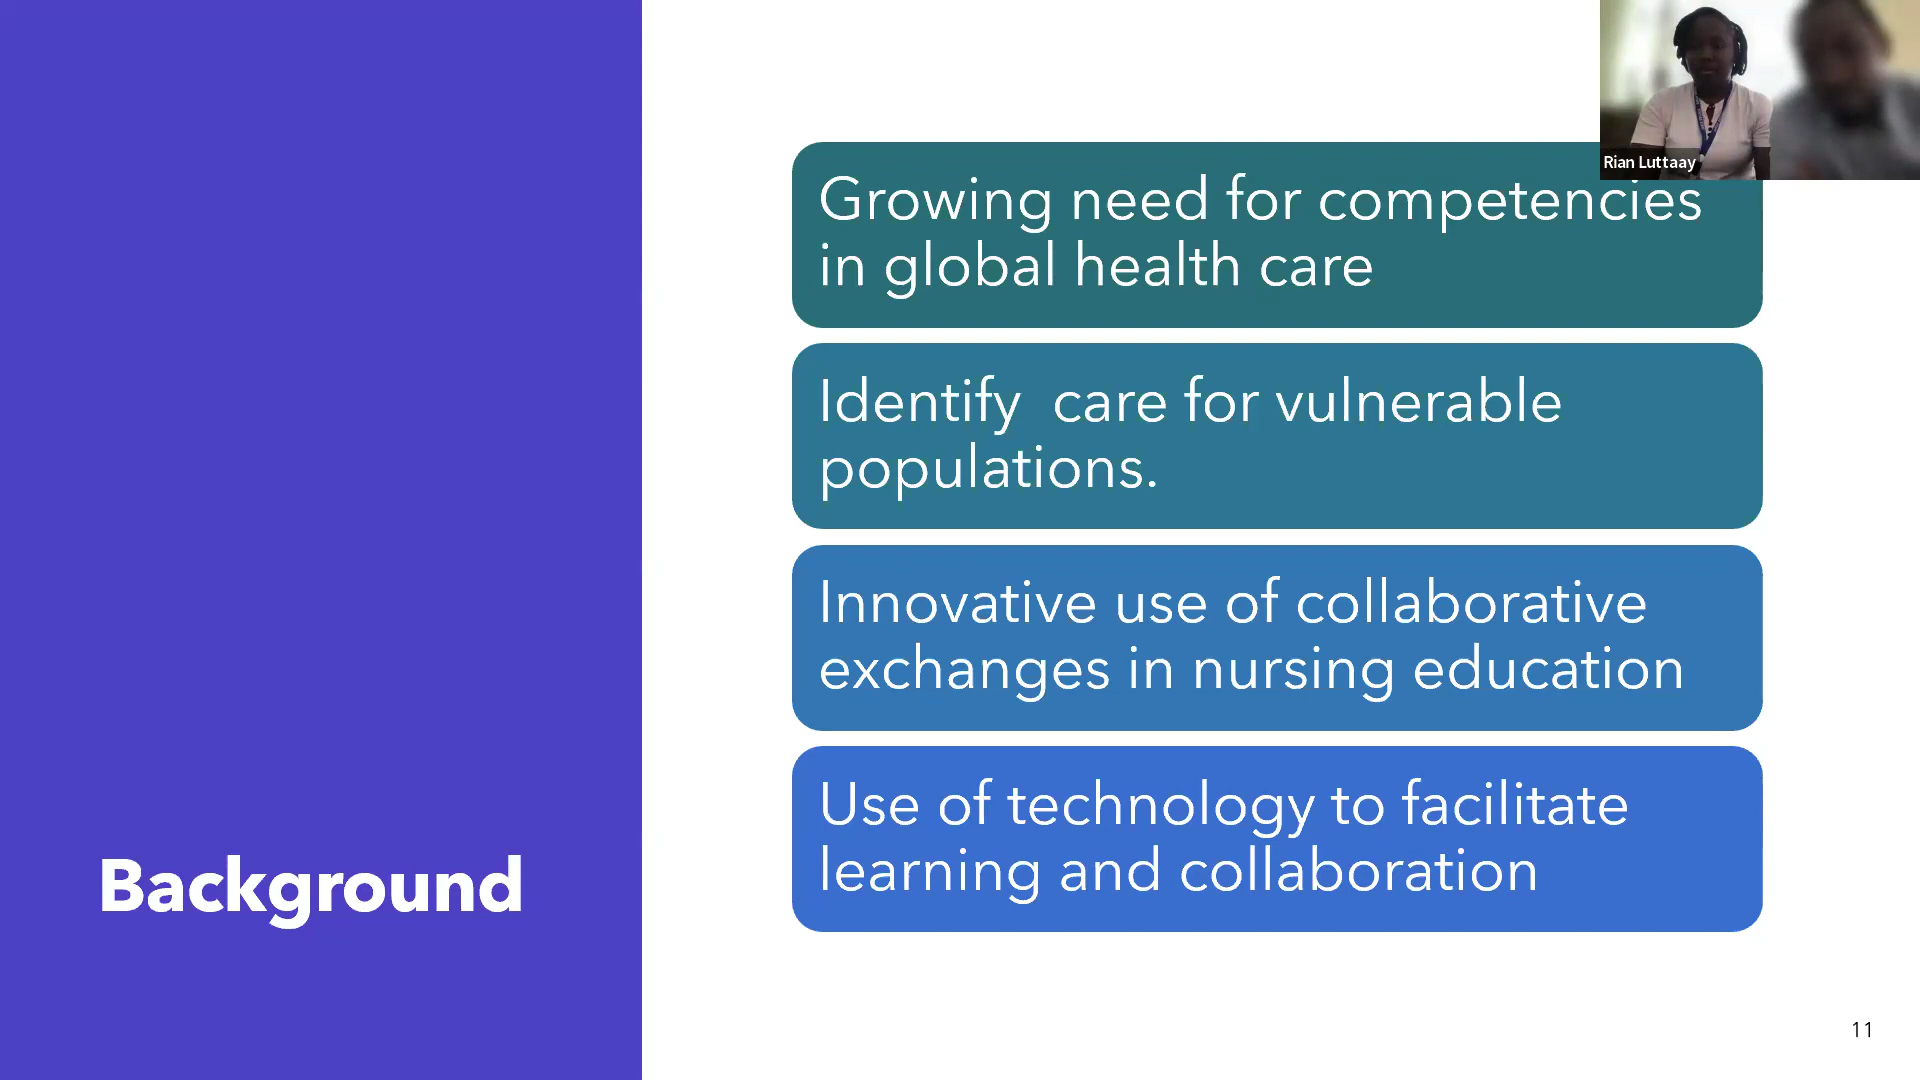 Rian Luttaay
Growing need for competencies
in global health care
Identify  care for vulnerable
populations.
Innovative use of collaborative
exchanges in nursing education
Use of technology to facilitate
learning and collaboration
Background
11